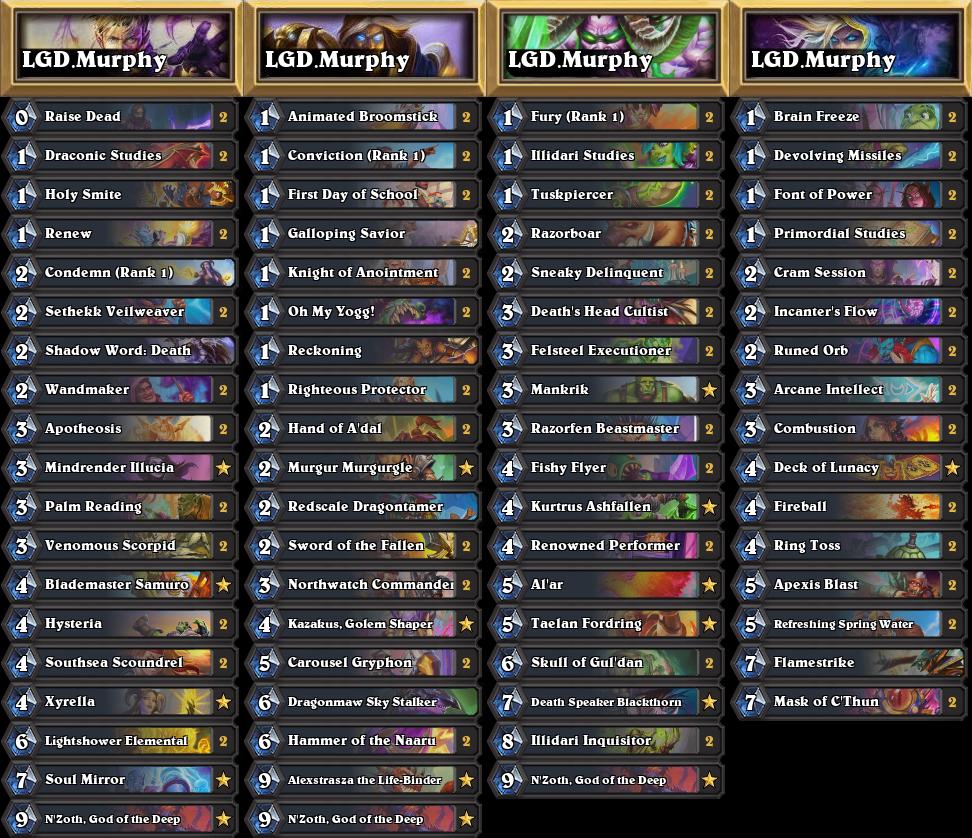 LGD.Murphy
0 Raise Dead 2
1 Draconic Studies 2
1 Holy Smite 2
1 Renew 2
2 Condemn (Rank 1)
2 Sethekk Veilweaver 2
2 Shadow Word: Death
2 Wandmaker 2
3 Apotheosis 2
3 Mindrender Illucia
3 Palm Reading 2
3 Venomous Scorpid 2
4 Blademaster Samuro
4 Hysteria 2
4 Southsea Scoundrel 2
4 Xyrella
6 Lightshower Elemental 2
7 Soul Mirror
9 N'Zoth, God of the Deep
LGD.Murphy
1 Animated Broomstick 2
1 Conviction (Rank 1) 2
1 First Day of School 2
1 Galloping Savior
1 Knight of Anointment 2
1 Oh My Yogg! 2
1 Reckoning
1 Righteous Protector 2
2 Hand of A'dal 2
2 Murgur Murgurgle
2 Redscale Dragontamer
2 Sword of the Fallen 2
3 Northwatch Commander 2
4 Kazakus, Golem Shaper
5 Carousel Gryphon 2
6 Dragonmaw Sky Stalker
6 Hammer of the Naaru 2
9 Alexstrasza the Life-Binder
9 N'Zoth, God of the Deep
LGD.Murphy
1 Fury (Rank 1) 2
1 Illidari Studies 2
1 Tuskpiercer 2
2 Razorboar 2
2 Sneaky Delinquent 2
3 Death's Head Cultist 2
3 Felsteel Executioner 2
3 Mankrik
3 Razorfen Beastmaster 2
4 Fishy Flyer 2
4 Kurtrus Ashfallen
4 Renowned Performer 2
5 Al'ar
5 Taelan Fordring
6 Skull of Gul'dan 2
7 Death Speaker Blackthorn
8 Illidari Inquisitor 2
9 N'Zoth, God of the Deep
LGD.Murphy
1 Brain Freeze 2
1 Devolving Missiles 2
1 Font of Power 2
1 Primordial Studies 2
2 Cram Session 2
2 Incanter's Flow 2
2 Runed Orb 2
3 Arcane Intellect 2
3 Combustion 2
4 Deck of Lunacy
4 Fireball 2
4 Ring Toss 2
5 Apexis Blast 2
5 Refreshing Spring Water 2
7 Flamestrike
7 Mask of C'Thun 2